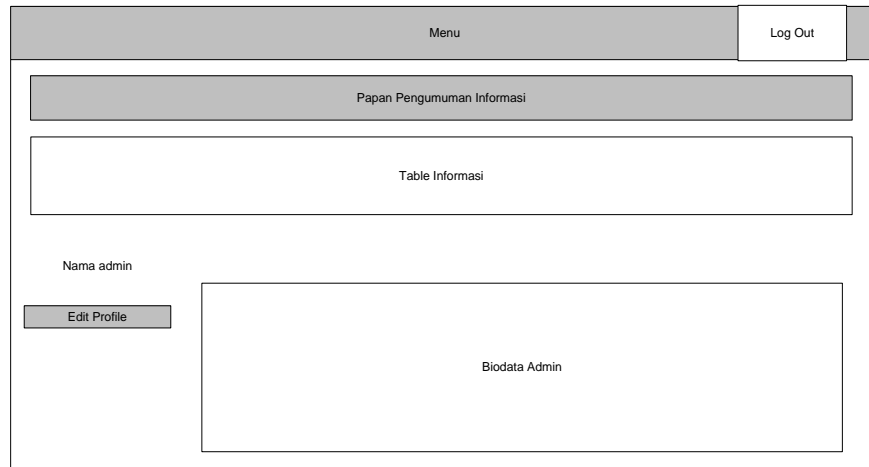 Menu
Log Out
Papan Pengumuman Informasi
Table Informasi
Nama admin
Edit Profile
Biodata Admin